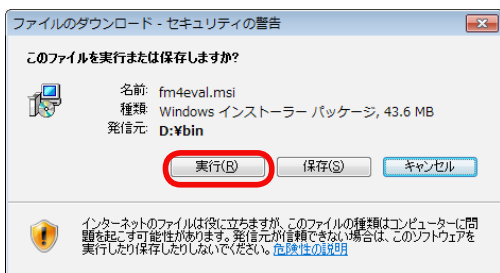 ファイルのダウンロード - セキュリティの警告
このファイルを実行または保存しますか?
名前: fm4eval.msi
種類: Windows インストーラー パッケージ, 43.6 MB
発信元: D:¥bin
実行(R) 保存(S) キャンセル
インターネットのファイルは役に立ちますが、このファイルの種類はコンピューターに問
題を起こす可能性があります。発信元が信頼できない場合は、このソフトウェアを
実行したり保存したりしないでください。危険性の説明